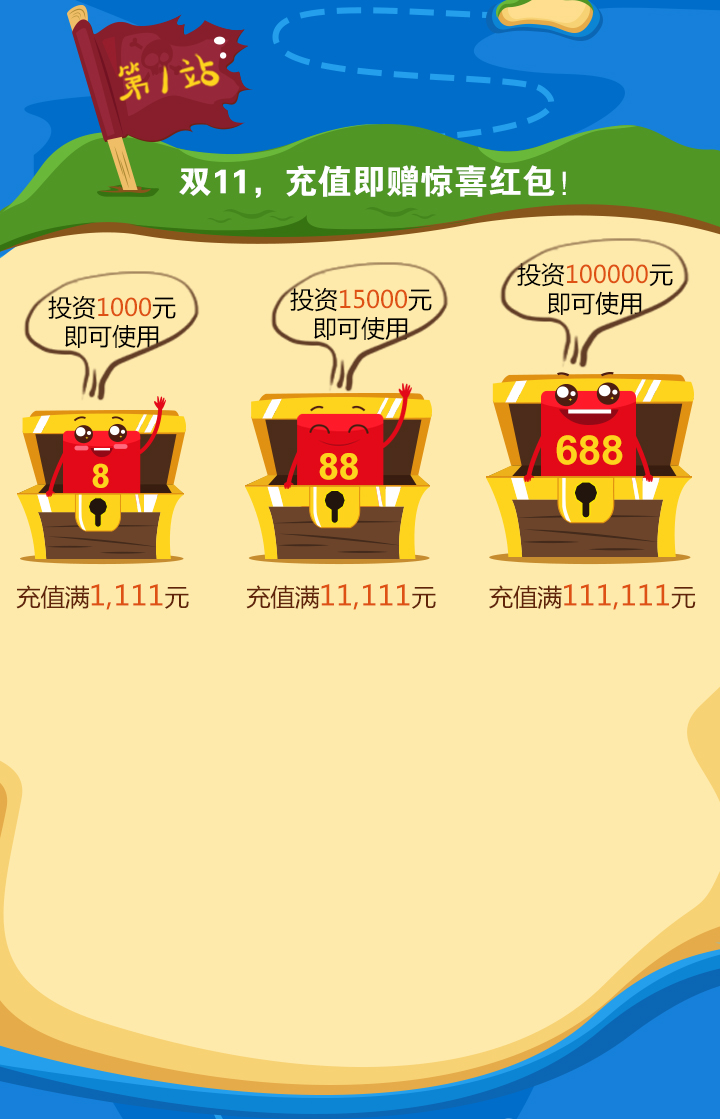 第1站
双11，充值即赠惊喜红包！
投资1000元
即可使用
投资15000元
即可使用
投资100000元
即可使用
8
88
688
充值满1,111元
充值满11,111元
充值满111,111元